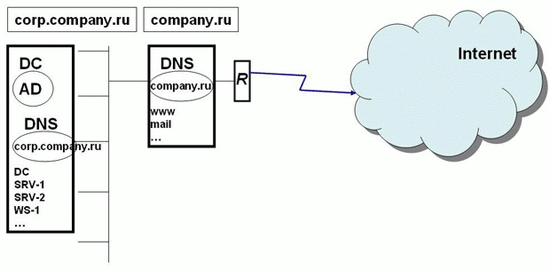 corp.company.ru
company.ru
DC
AD
DNS
corp.company.ru
DC
SRV-1
SRV-2
WS-1
...
DNS
company.ru
www
mail
...
R
Internet